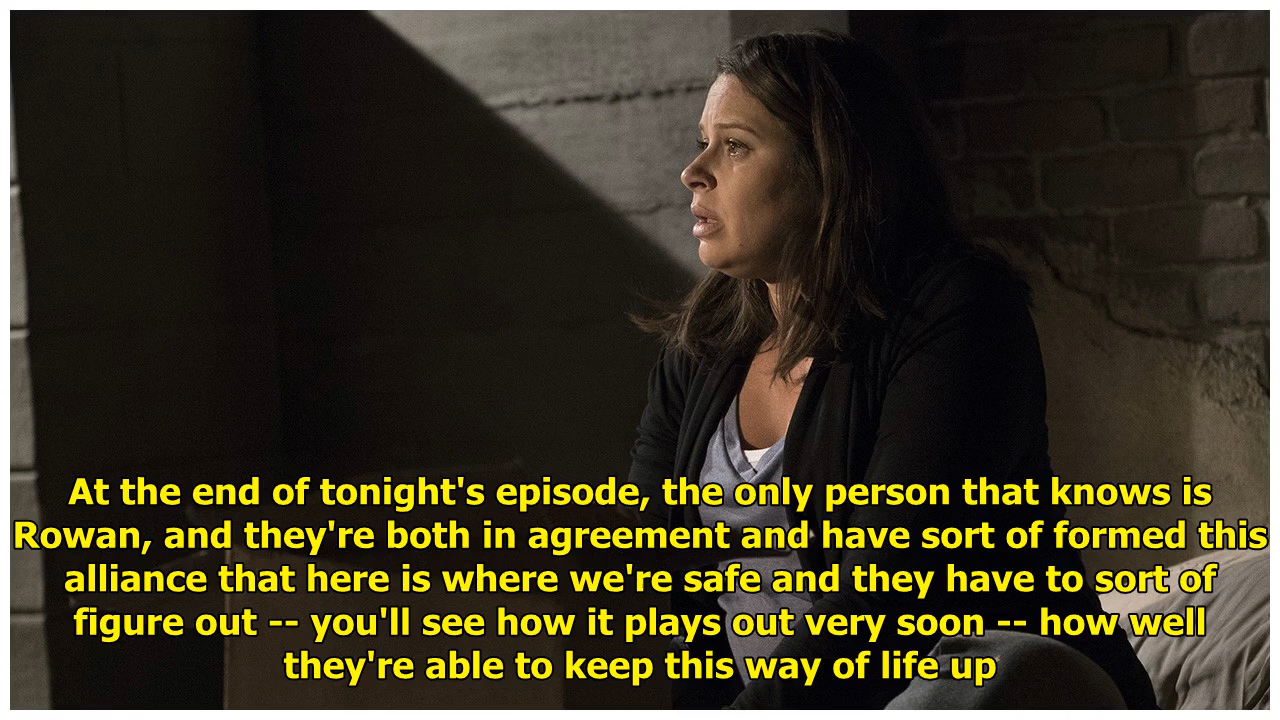 At the end of tonight's episode, the only person that knows is
Rowan, and they're both in agreement and have sort of formed this
alliance that here is where we're safe and they have to sort of
figure out -- you'll see how it plays out very soon -- how well
they're able to keep this way of life up